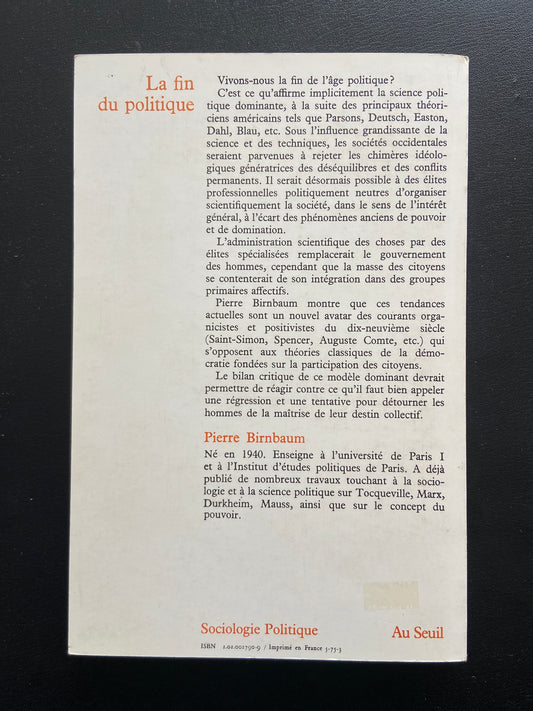 La fin
du politique
Vivons-nous la fin de l'âge politique ?
C'est ce qu'affirme implicitement la science poli-
tique dominante, à la suite des principaux théori-
ciens américains tels que Parsons, Deutsch, Easton,
Dahl, Blau, etc. Sous l'influence grandissante de la
science et des techniques, les sociétés occidentales
seraient parvenues à rejeter les chimères idéolo-
giques génératrices des déséquilibres et des conflits
permanents. Il serait désormais possible à des élites
professionnelles politiquement neutres d'organiser
scientifiquement la société, dans le sens de l'intérêt
général, à l'écart des phénomènes anciens de pouvoir
et de domination.
L'administration scientifique des choses par des
élites spécialisées remplacerait le gouvernement
des hommes, cependant que la masse des citoyens
se contenterait de son intégration dans des groupes
primaires affectifs.
Pierre Birnbaum montre que ces tendances
actuelles sont un nouvel avatar des courants orga-
nicistes et positivistes du dix-neuvième siècle
(Saint-Simon, Spencer, Auguste Comte, etc.) qui
s'opposent aux théories classiques de la démo-
cratie fondées sur la participation des citoyens.
Le bilan critique de ce modèle dominant devrait
permettre de réagir contre ce qu'il faut bien appeler
une régression et une tentative pour détourner les
hommes de la maîtrise de leur destin collectif.
Pierre Birnbaum
Né en 1940. Enseigne à l'université de Paris I
et à l'Institut d'études politiques de Paris. A déjà
publié de nombreux travaux touchant à la socio-
logie et à la science politique sur Tocqueville, Marx,
Durkheim, Mauss, ainsi que sur le concept du
pouvoir.
Sociologie Politique
Au Seuil
ISBN 2.02.002790-9 / Imprimé en France 3-75-3